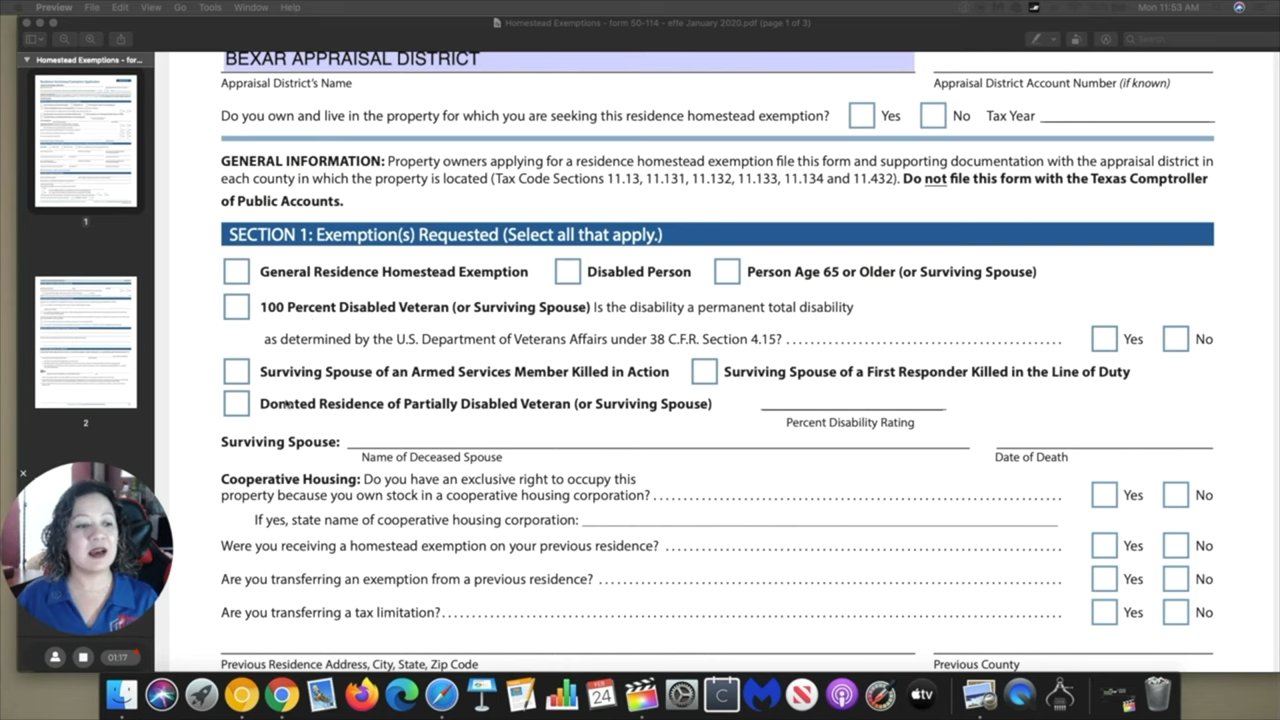 Preview File Edit View Go Tools Window Help Mon 11:53 AM
Homestead Exemptions - form 50-114 - effe January 2020.pdf (page 1 of 3)
Search
Homestead Exemptions - for...
1
2
BEXAR APPRAISAL DISTRICT
Appraisal District's Name Appraisal District Account Number (if known)
Do you own and live in the property for which you are seeking this residence homestead exemption? Yes No Tax Year
GENERAL INFORMATION: Property owners applying for a residence homestead exemption file this form and supporting documentation with the appraisal district in
each county in which the property is located (Tax Code Sections 11.13, 11.131, 11.132, 11.133, 11.134 and 11.432). Do not file this form with the Texas Comptroller
of Public Accounts.
SECTION 1: Exemption(s) Requested (Select all that apply.)
General Residence Homestead Exemption Disabled Person Person Age 65 or Older (or Surviving Spouse)
100 Percent Disabled Veteran (or Surviving Spouse) Is the disability a permanent total disability
as determined by the U.S. Department of Veterans Affairs under 38 C.F.R. Section 4.15? Yes No
Surviving Spouse of an Armed Services Member Killed in Action Surviving Spouse of a First Responder Killed in the Line of Duty
Donated Residence of Partially Disabled Veteran (or Surviving Spouse)
Percent Disability Rating
Surviving Spouse:
Name of Deceased Spouse Date of Death
Cooperative Housing: Do you have an exclusive right to occupy this
property because you own stock in a cooperative housing corporation? Yes No
If yes, state name of cooperative housing corporation:
Were you receiving a homestead exemption on your previous residence? Yes No
Are you transferring an exemption from a previous residence? Yes No
Are you transferring a tax limitation? Yes No
Previous Residence Address, City, State, Zip Code Previous County
01:17
FEB
24
tv